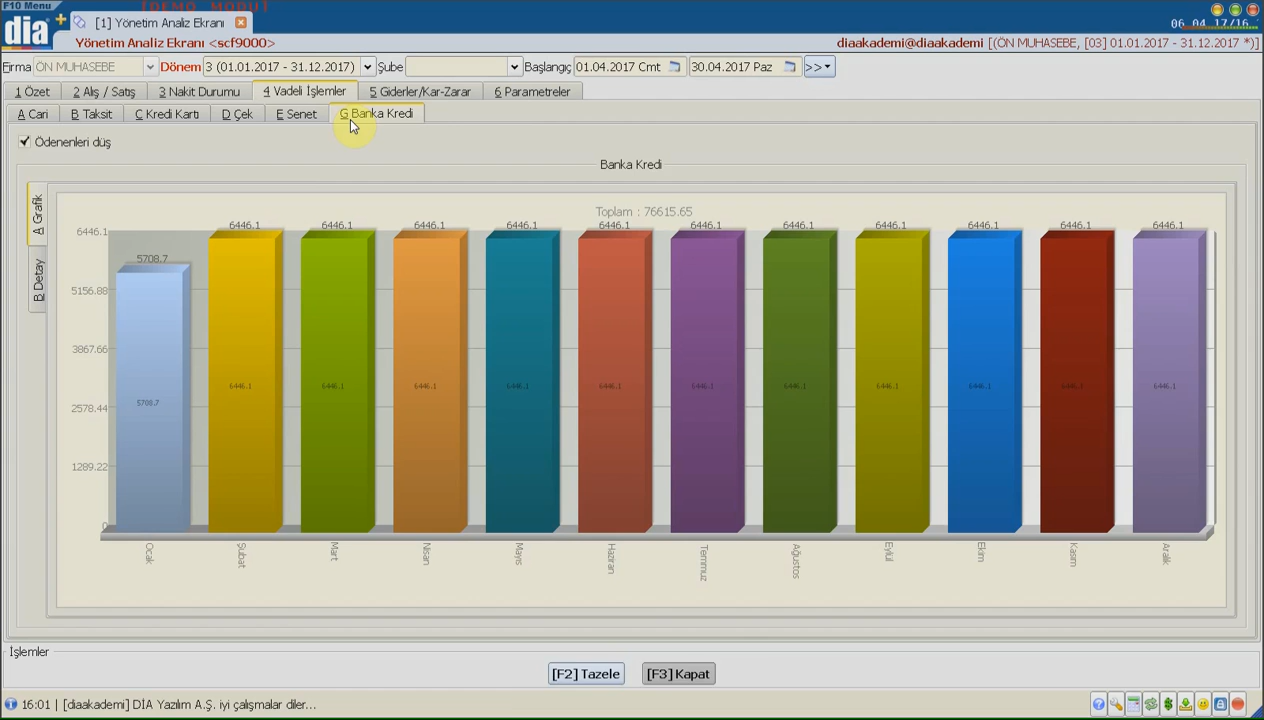 F10 Menu
[DEMO MODU]
dia
[1] Yönetim Analiz Ekranı
06 04 17/16
Yönetim Analiz Ekranı <scf9000>
diaakademi@diaakademi [(ÖN MUHASEBE, [03] 01.01.2017 - 31.12.2017 *)]
Firma ÖN MUHASEBE Dönem 3 (01.01.2017 - 31.12.2017) Şube Başlangıç 01.04.2017 Cmt 30.04.2017 Paz >>
1 Özet 2 Alış / Satış 3 Nakit Durumu 4 Vadeli İşlemler 5 Giderler/Kar-Zarar 6 Parametreler
A Cari B Taksit C Kredi Kartı D Çek E Senet G Banka Kredi
Ödenenleri düş
Banka Kredi
A Grafik
B Detay
Toplam : 76615.65
6446.1 6446.1 6446.1 6446.1 6446.1 6446.1 6446.1 6446.1 6446.1 6446.1 6446.1
6446.1
5708.7
5156.88
3867.66
6446.1 6446.1 6446.1 6446.1 6446.1 6446.1 6446.1 6446.1 6446.1 6446.1 6446.1
5708.7
2578.44
1289.22
0
Ocak Şubat Mart Nisan Mayıs Haziran Temmuz Ağustos Eylül Ekim Kasım Aralık
İşlemler
[F2] Tazele [F3] Kapat
16:01 | [diaakademi] DİA Yazılım A.Ş. iyi çalışmalar diler...